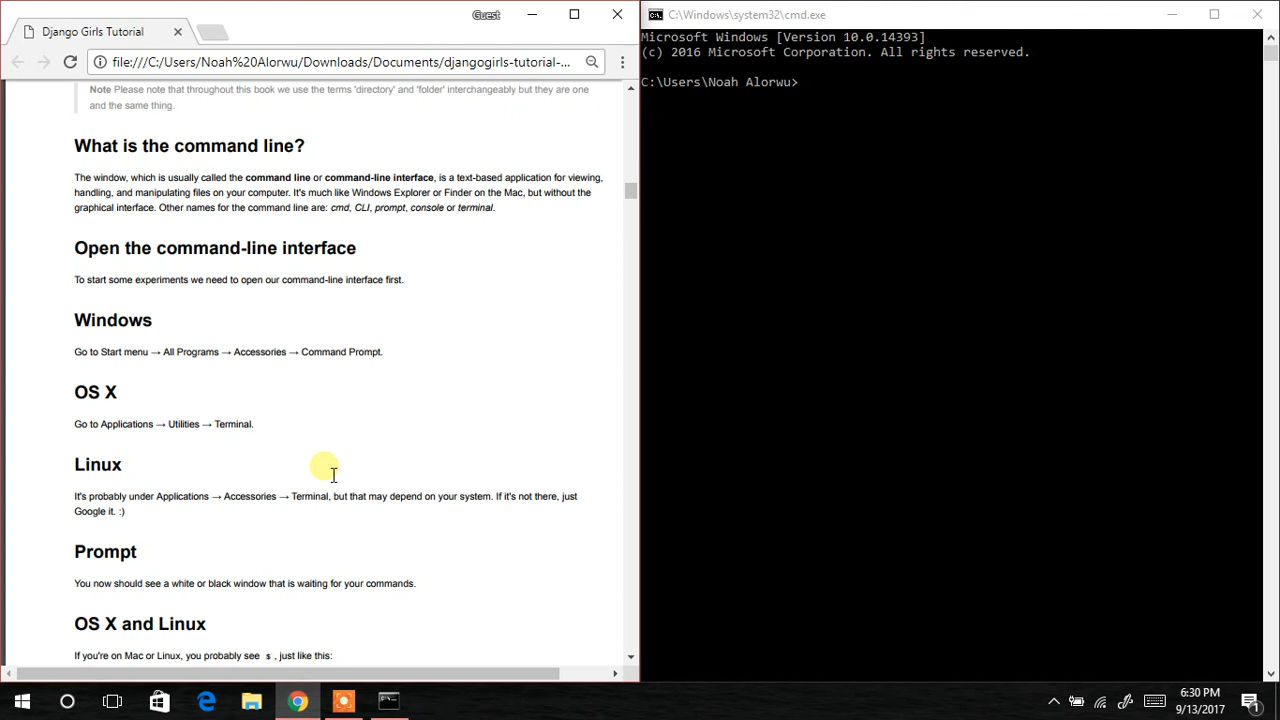 Guest
Django Girls Tutorial
file:///C:/Users/Noah%20Alorwu/Downloads/Documents/djangogirls-tutorial-...
Note Please note that throughout this book we use the terms 'directory' and 'folder' interchangeably but they are one
and the same thing.
What is the command line?
The window, which is usually called the command line or command-line interface, is a text-based application for viewing,
handling, and manipulating files on your computer. It's much like Windows Explorer or Finder on the Mac, but without the
graphical interface. Other names for the command line are: cmd, CLI, prompt, console or terminal.
Open the command-line interface
To start some experiments we need to open our command-line interface first.
Windows
Go to Start menu → All Programs → Accessories → Command Prompt.
OS X
Go to Applications → Utilities → Terminal.
Linux
It's probably under Applications → Accessories → Terminal, but that may depend on your system. If it's not there, just
Google it. :)
Prompt
You now should see a white or black window that is waiting for your commands.
OS X and Linux
If you're on Mac or Linux, you probably see $ , just like this:
C:\Windows\system32\cmd.exe
Microsoft Windows [Version 10.0.14393]
(c) 2016 Microsoft Corporation. All rights reserved.
C:\Users\Noah Alorwu>
6:30 PM
9/13/2017
1